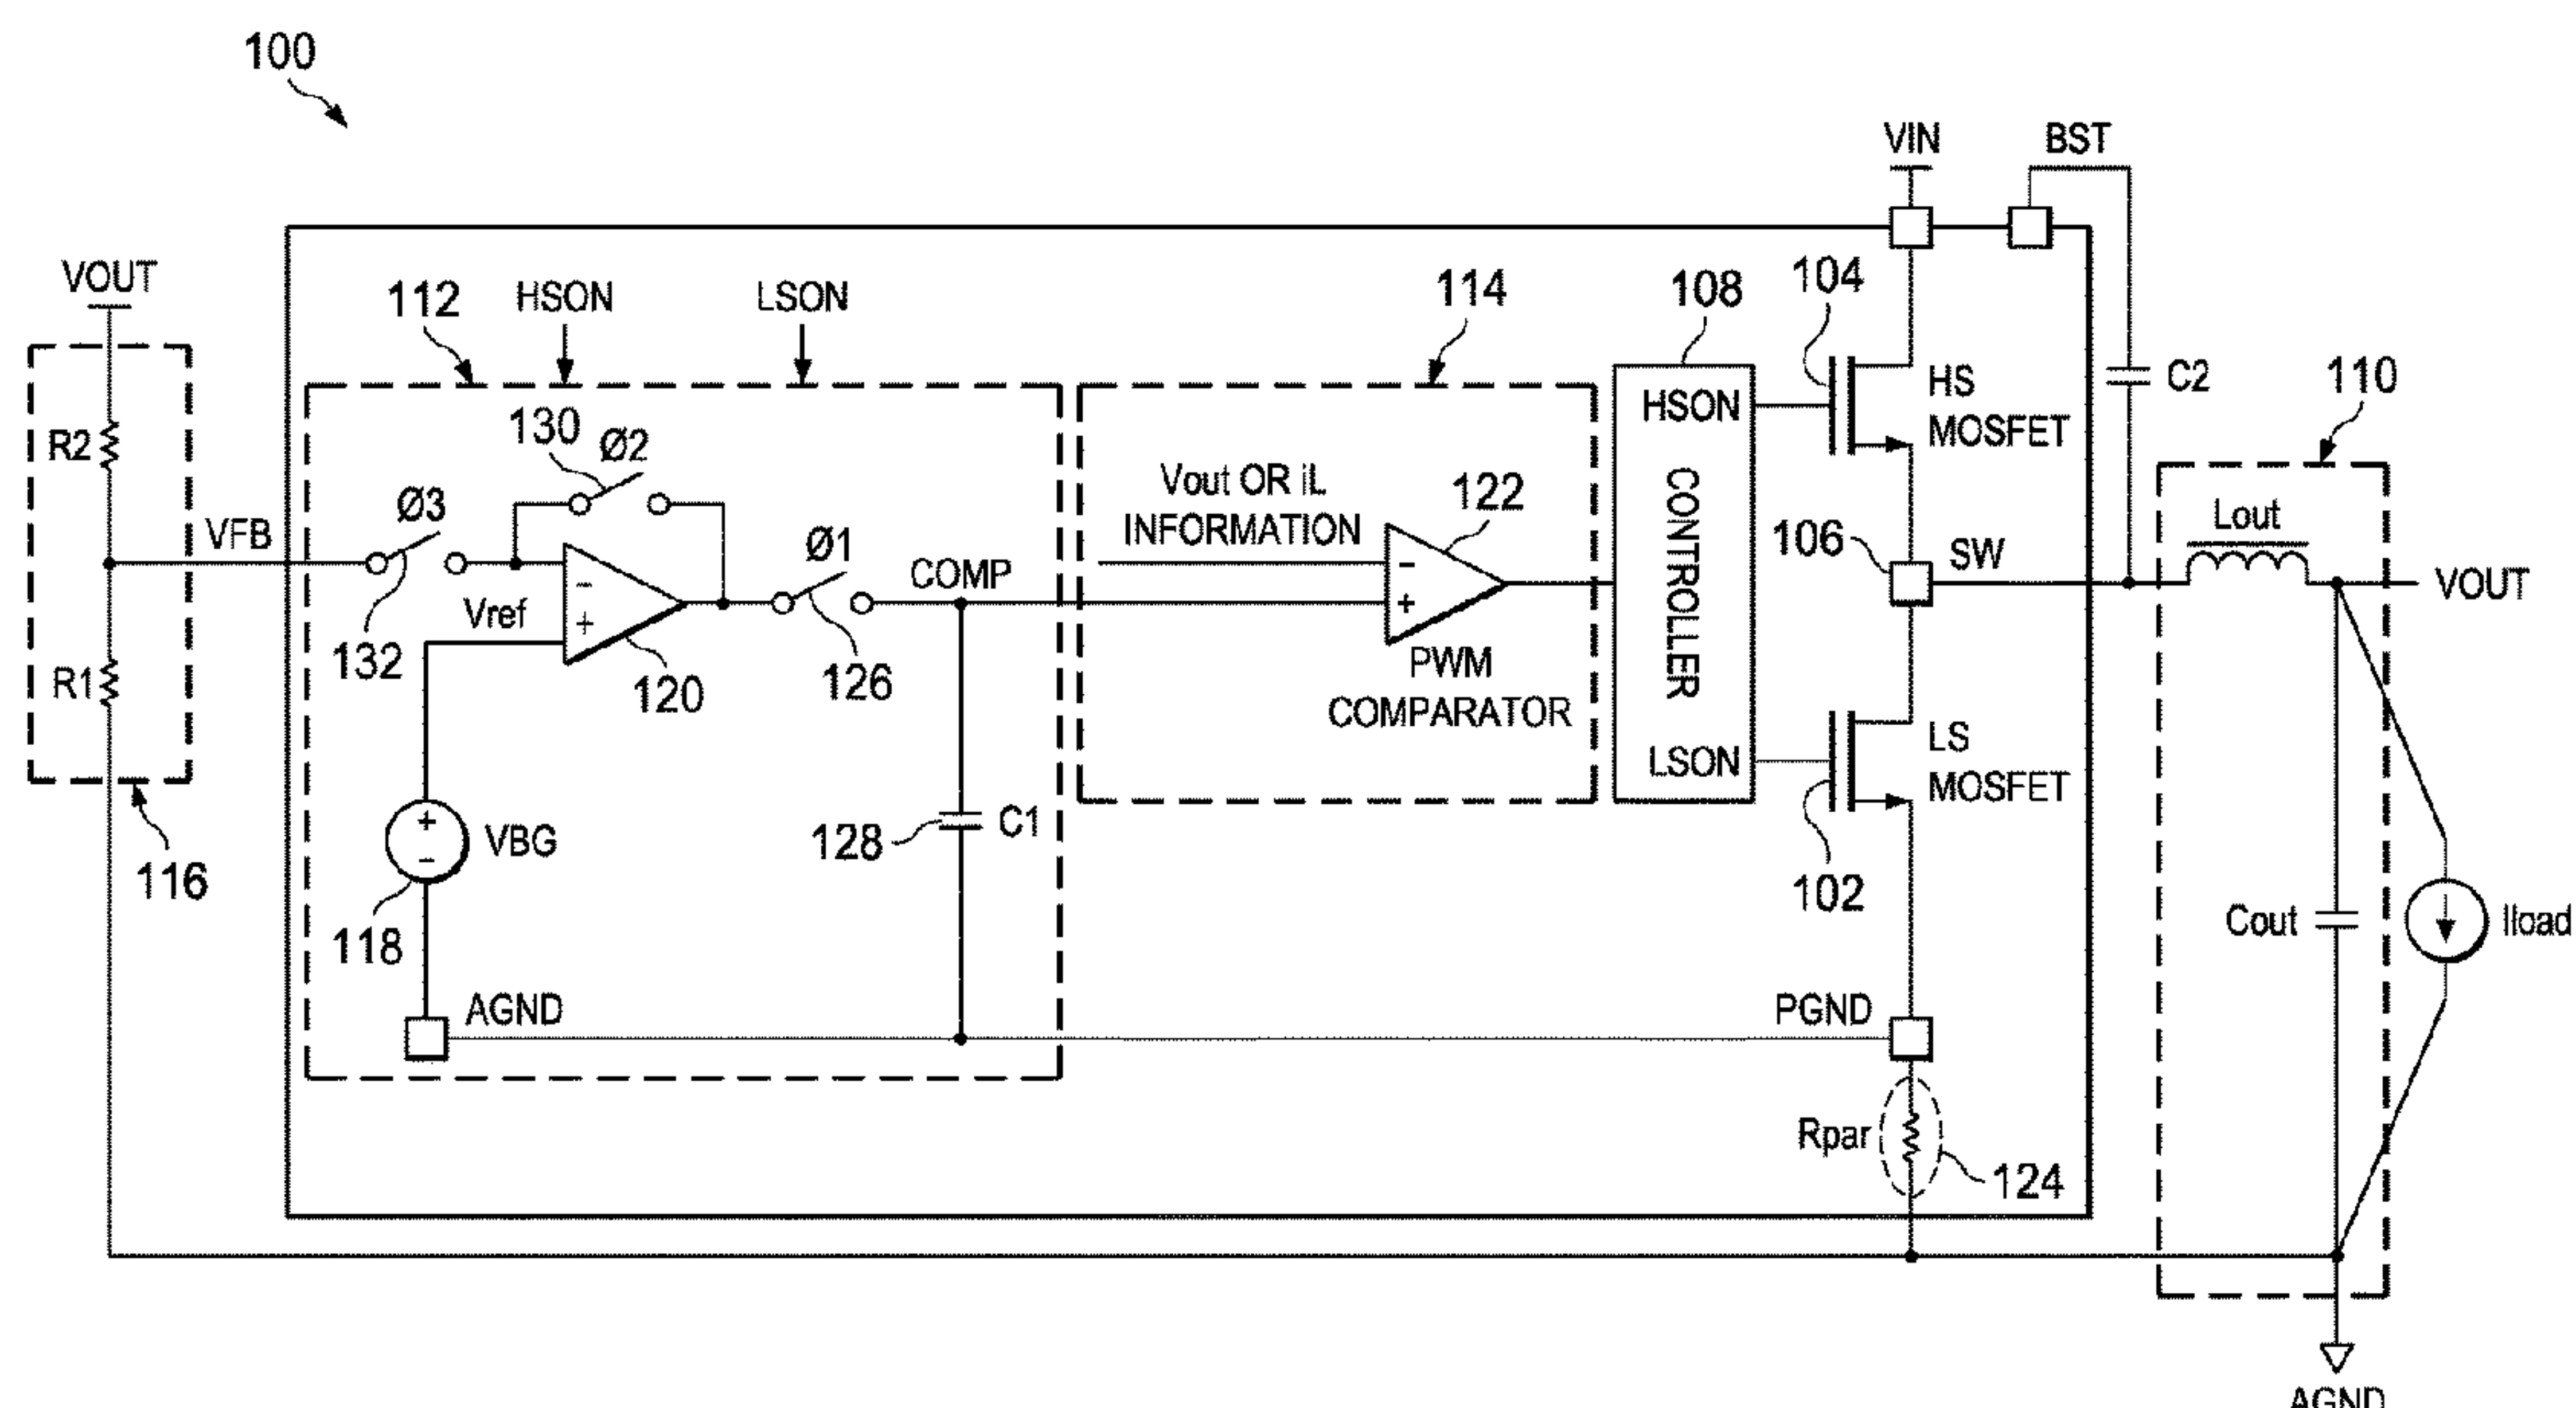 100
VIN
BST
VOUT
112
HSON
LSON
114
108
104
R2
130
Ø2
HSON
HS
MOSFET
C2
110
Ø3
VFB
Vout OR iL
INFORMATION
122
Ø1
COMP
CONTROLLER
106
SW
Lout
VOUT
Vref
-
+
-
+
132
R1
120
126
PWM
COMPARATOR
LSON
LS
MOSFET
+
-
VBG
128
C1
116
102
118
Cout
Iload
AGND
PGND
Rpar
124
AGND